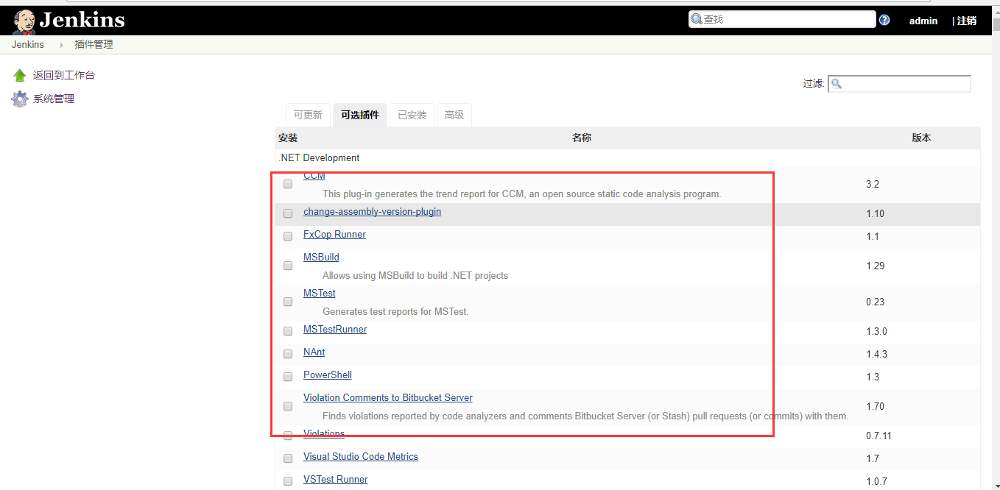 Jenkins
查找
admin
| 注销
Jenkins
插件管理
返回到工作台
系统管理
过滤:
可更新 可选插件 已安装 高级
安装 名称 版本
.NET Development
CCM
This plug-in generates the trend report for CCM, an open source static code analysis program.
3.2
change-assembly-version-plugin
1.10
FxCop Runner
1.1
MSBuild
Allows using MSBuild to build .NET projects
1.29
MSTest
Generates test reports for MSTest.
0.23
MSTestRunner
1.3.0
NAnt
1.4.3
PowerShell
1.3
Violation Comments to Bitbucket Server
Finds violations reported by code analyzers and comments Bitbucket Server (or Stash) pull requests (or commits) with them.
1.70
Violations
0.7.11
Visual Studio Code Metrics
1.7
VSTest Runner
1.0.7